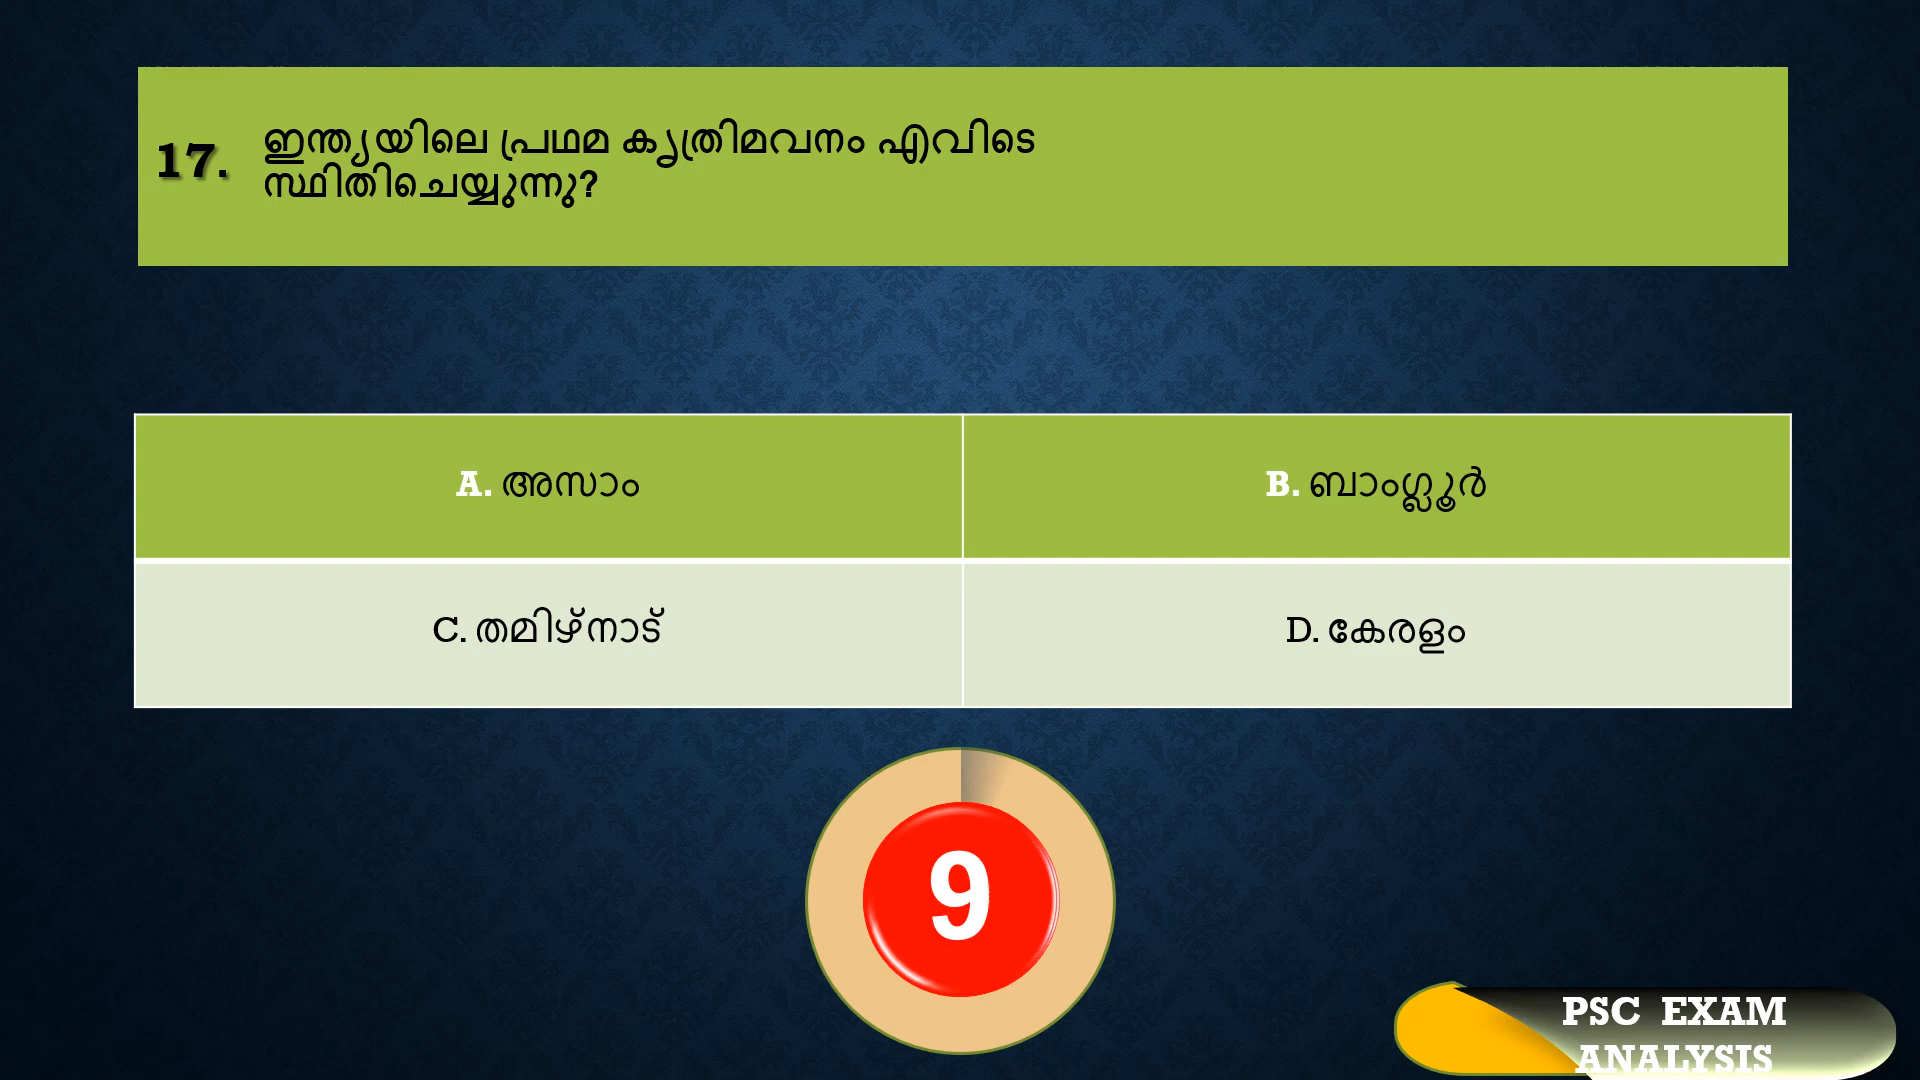 17. ഇന്ത്യയിലെ പ്രഥമ കൃത്രിമവനം എവിടെ
സ്ഥിതിചെയ്യുന്നു?
A. അസാം
B. ബാംഗ്ലൂർ
C. തമിഴ്നാട്
D. കേരളം
9
PSC EXAM
ANALYSIS